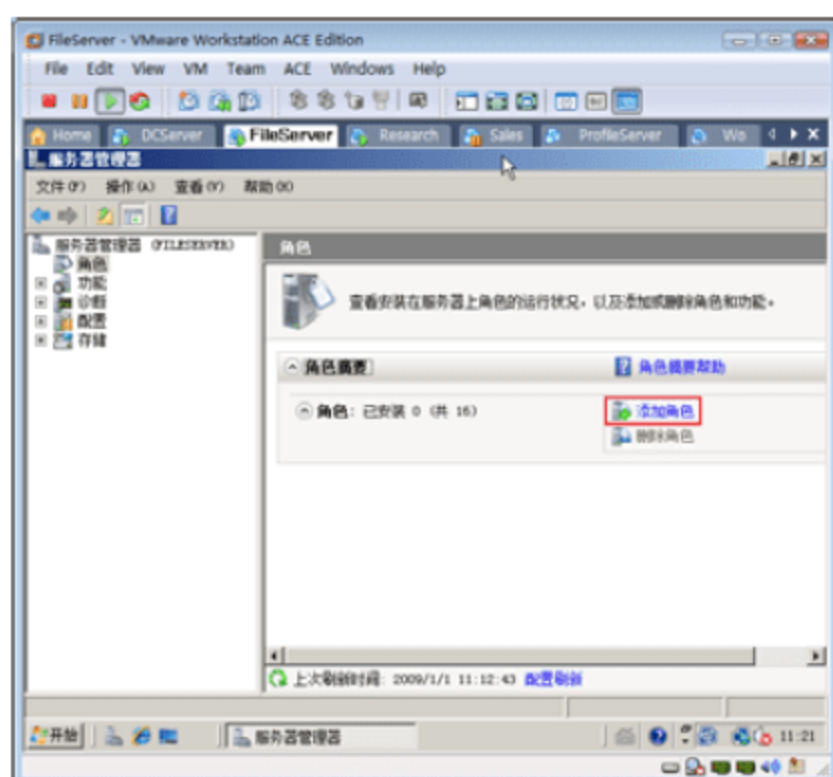 FileServer - VMware Workstation ACE Edition
File Edit View VM Team ACE Windows Help
Home DCServer FileServer Research Sales ProfileServer Wo
服务器管理器
文件(F) 操作(A) 查看(V) 帮助(H)
服务器管理器 (FILESERVER)
角色
功能
诊断
配置
存储
角色
查看安装在服务器上角色的运行状况，以及添加或删除角色和功能。
角色摘要
角色摘要帮助
角色: 已安装 0 (共 16)
添加角色
删除角色
上次刷新时间: 2009/1/1 11:12:43 配置刷新
开始 服务器管理器 11:21